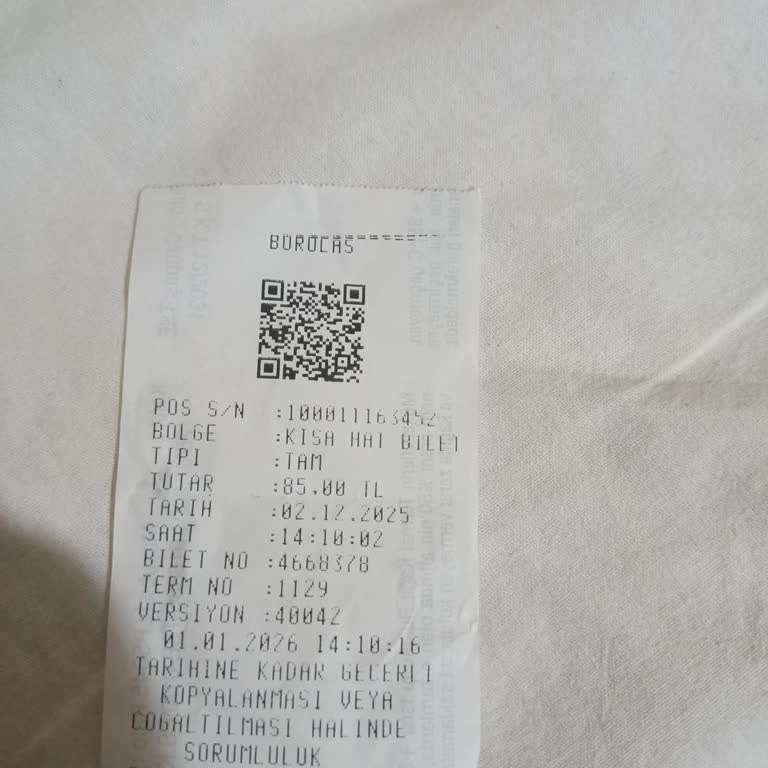 BUROLAS
POS S/N :100011163452
BOLGE :KISA HAT BILET
TIPI :TAM
TUTAR :85.00 TL
TARIH :02.12.2025
SAAT :14:10:02
BILET NO :4668378
TERM NO :1129
VERSIYON :40042
01.01.2026 14:10:16
TARIHINE KADAR GECERLI
KOPYALANMASI VEYA
COGALTILMASI HALINDE
SORUMLULUK